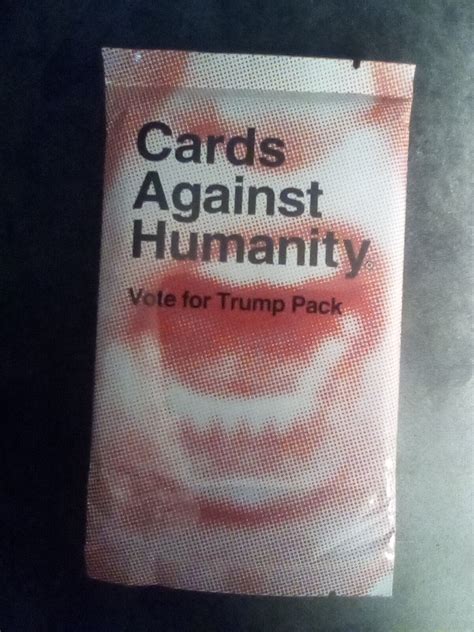 Cards
Against
Humanity®
Vote for Trump Pack